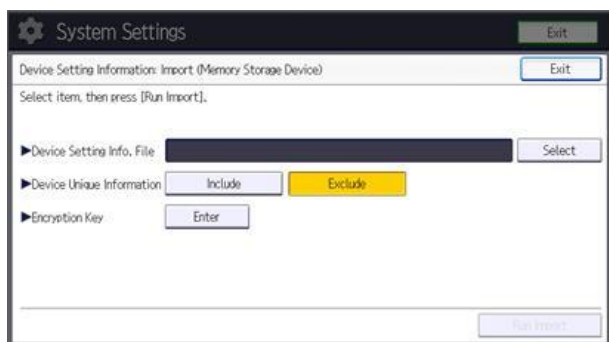 System Settings
Exit
Device Setting Information: Import (Memory Storage Device)
Exit
Select item, then press [Run Import].
►Device Setting Info. File
Select
►Device Unique Information
Include
Exclude
►Encryption Key
Enter
Run Import